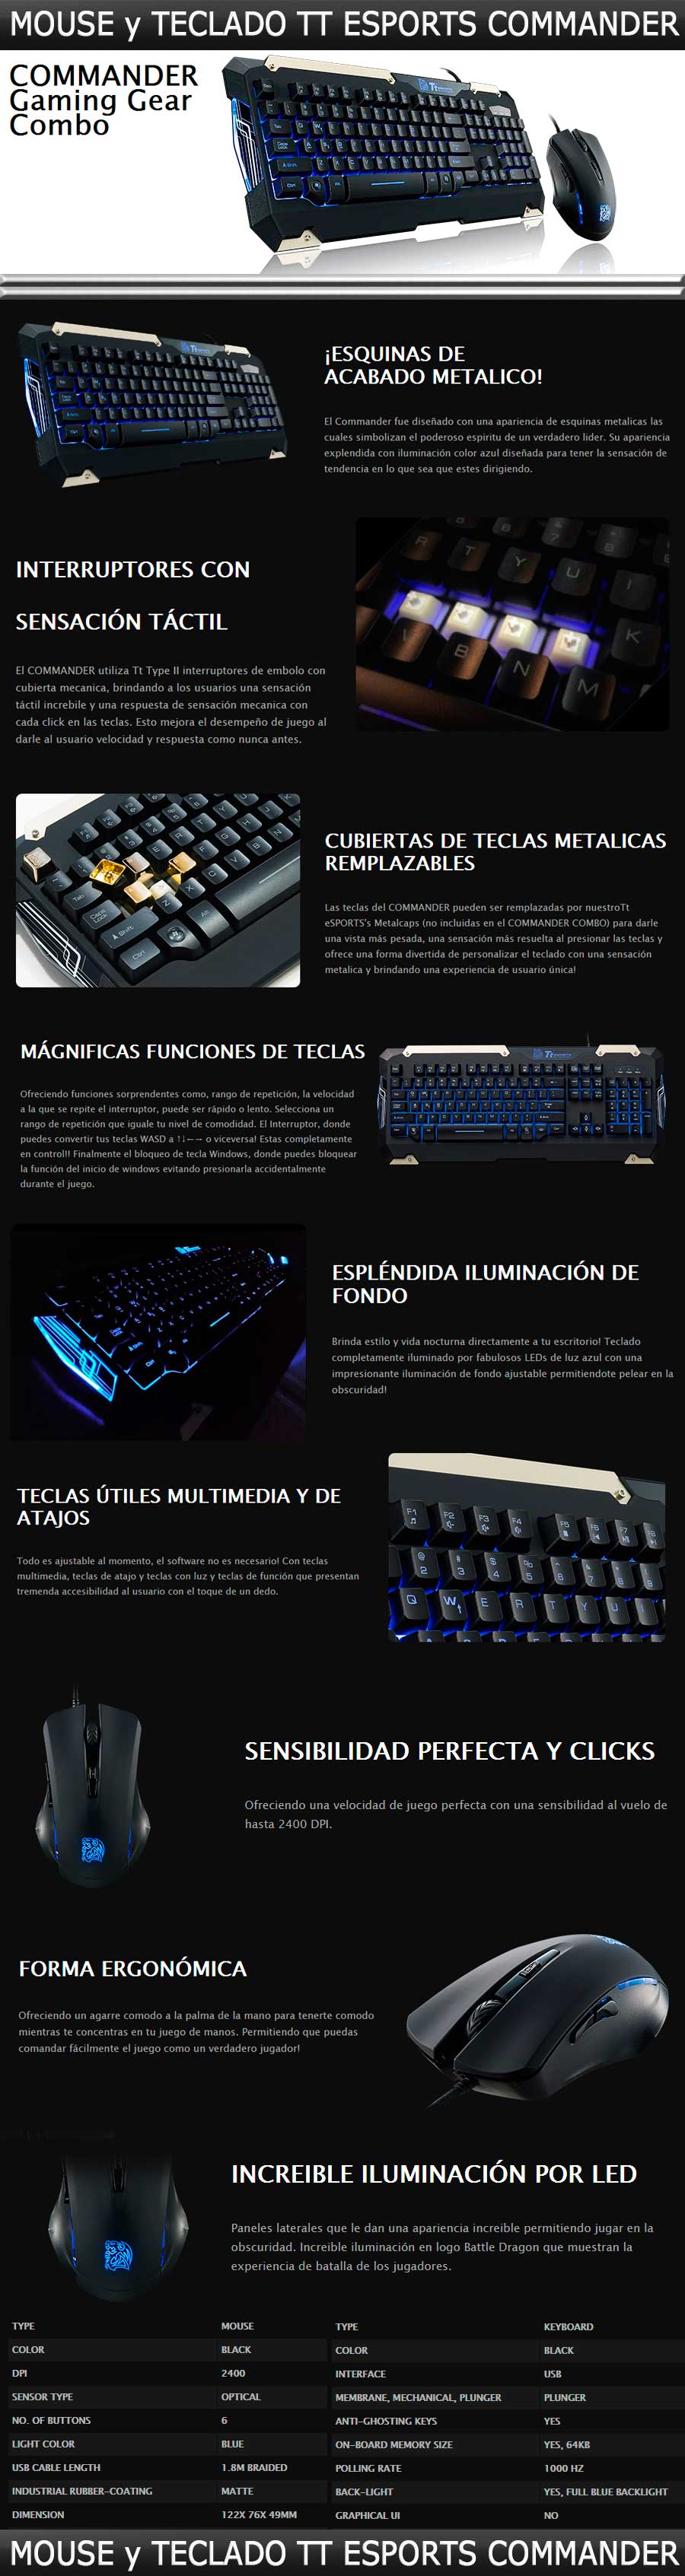 MOUSE y TECLADO TT ESPORTS COMMANDER
COMMANDER
Gaming Gear
Combo
¡ESQUINAS DE
ACABADO METALICO!
El Commander fue diseñado con una apariencia de esquinas metalicas las
cuales simbolizan el poderoso espiritu de un verdadero lider. Su apariencia
explendida con iluminación color azul diseñada para tener la sensación de
tendencia en lo que sea que estes dirigiendo.
INTERRUPTORES CON
SENSACIÓN TÁCTIL
El COMMANDER utiliza Tt Type II interruptores de embolo con
cubierta mecanica, brindando a los usuarios una sensación
táctil increbile y una respuesta de sensación mecanica con
cada click en las teclas. Esto mejora el desempeño de juego al
darle al usuario velocidad y respuesta como nunca antes.
CUBIERTAS DE TECLAS METALICAS
REMPLAZABLES
Las teclas del COMMANDER pueden ser remplazadas por nuestroTt
eSPORTS's Metalcaps (no incluidas en el COMMANDER COMBO) para darle
una vista más pesada, una sensación más resuelta al presionar las teclas y
ofrece una forma divertida de personalizar el teclado con una sensación
metalica y brindando una experiencia de usuario única!
MÁGNIFICAS FUNCIONES DE TECLAS
Ofreciendo funciones sorprendentes como, rango de repetición, la velocidad
a la que se repite el interruptor, puede ser rápido o lento. Selecciona un
rango de repetición que iguale tu nivel de comodidad. El Interruptor, donde
puedes convertir tus teclas WASD a ↑↓←→ o viceversa! Estas completamente
en control!! Finalmente el bloqueo de tecla Windows, donde puedes bloquear
la función del inicio de windows evitando presionarla accidentalmente
durante el juego.
ESPLÉNDIDA ILUMINACIÓN DE
FONDO
Brinda estilo y vida nocturna directamente a tu escritorio! Teclado
completamente iluminado por fabulosos LEDs de luz azul con una
impresionante iluminación de fondo ajustable permitiendote pelear en la
obscuridad!
TECLAS ÚTILES MULTIMEDIA Y DE
ATAJOS
Todo es ajustable al momento, el software no es necesario! Con teclas
multimedia, teclas de atajo y teclas con luz y teclas de función que presentan
tremenda accesibilidad al usuario con el toque de un dedo.
SENSIBILIDAD PERFECTA Y CLICKS
Ofreciendo una velocidad de juego perfecta con una sensibilidad al vuelo de
hasta 2400 DPI.
FORMA ERGONÓMICA
Ofreciendo un agarre comodo a la palma de la mano para tenerte comodo
mientras te concentras en tu juego de manos. Permitiendo que puedas
comandar fácilmente el juego como un verdadero jugador!
INCREIBLE ILUMINACIÓN POR LED
Paneles laterales que le dan una apariencia increible permitiendo jugar en la
obscuridad. Increible iluminación en logo Battle Dragon que muestran la
experiencia de batalla de los jugadores.
TYPE MOUSE
COLOR BLACK
DPI 2400
SENSOR TYPE OPTICAL
NO. OF BUTTONS 6
LIGHT COLOR BLUE
USB CABLE LENGTH 1.8M BRAIDED
INDUSTRIAL RUBBER-COATING MATTE
DIMENSION 122X 76X 49MM
TYPE KEYBOARD
COLOR BLACK
INTERFACE USB
MEMBRANE, MECHANICAL, PLUNGER PLUNGER
ANTI-GHOSTING KEYS YES
ON-BOARD MEMORY SIZE YES, 64KB
POLLING RATE 1000 HZ
BACK-LIGHT YES, FULL BLUE BACKLIGHT
GRAPHICAL UI NO
MOUSE y TECLADO TT ESPORTS COMMANDER